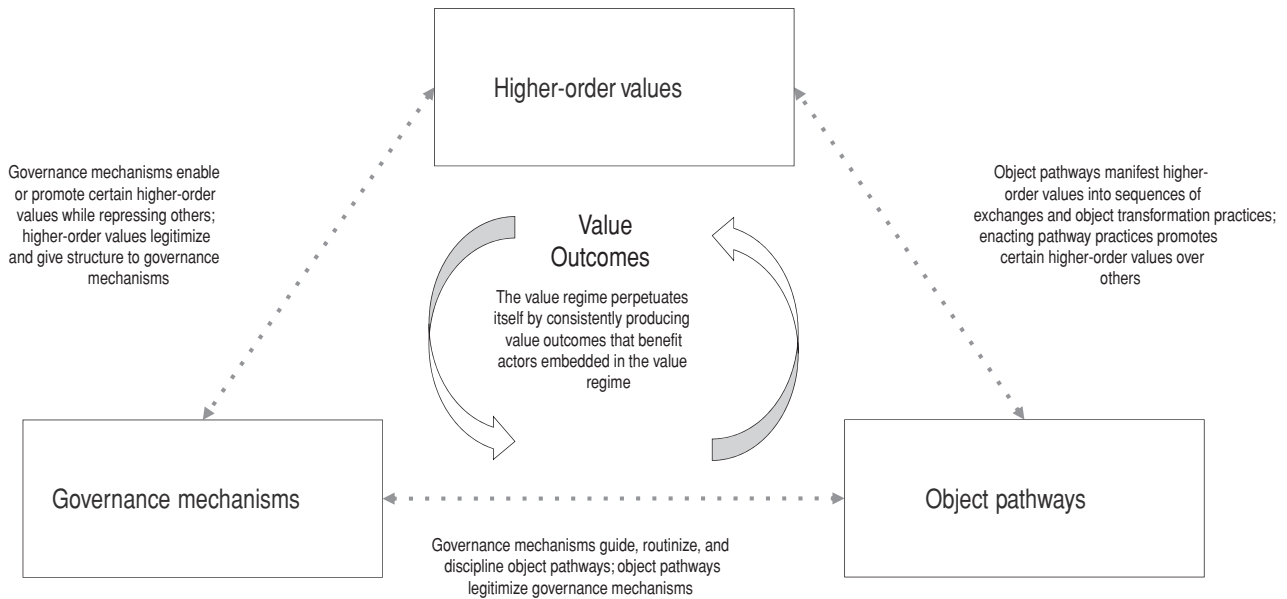 Higher-order values
Governance mechanisms enable
or promote certain higher-order
values while repressing others;
higher-order values legitimize
and give structure to governance
mechanisms
Object pathways manifest higher-
order values into sequences of
exchanges and object transformation practices;
enacting pathway practices promotes
certain higher-order values over
others
Value
Outcomes
The value regime perpetuates
itself by consistently producing
value outcomes that benefit
actors embedded in the value
regime
Governance mechanisms
Object pathways
Governance mechanisms guide, routinize, and
discipline object pathways; object pathways
legitimize governance mechanisms